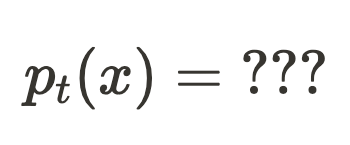 pₜ(x) = ???